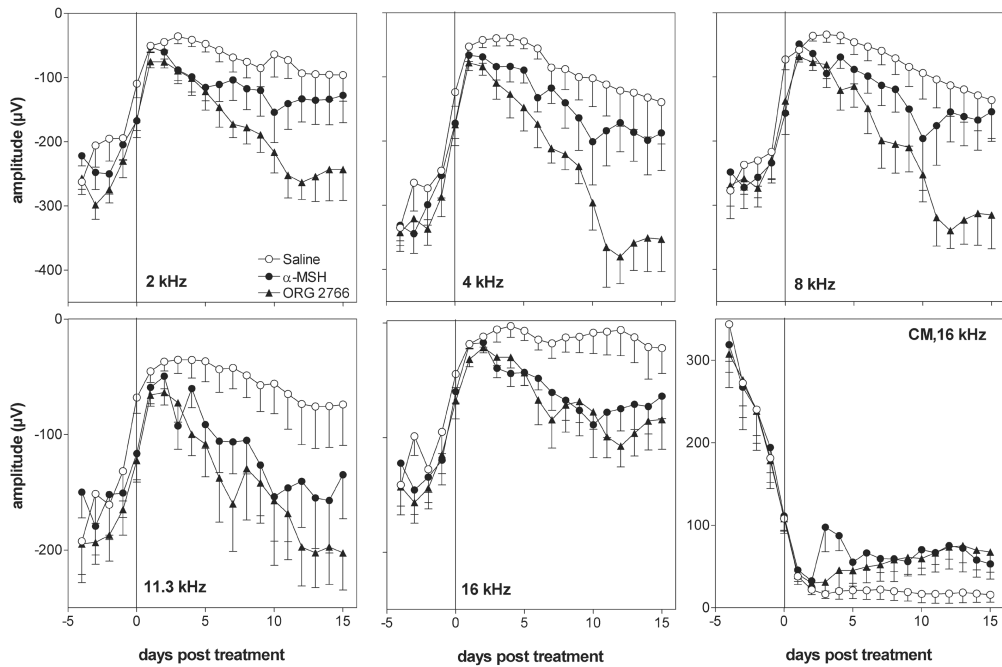 0
-100
-200
-300
-400
amplitude (µV)
Saline
α-MSH
ORG 2766
2 kHz
4 kHz
8 kHz
0
-100
-200
amplitude (µV)
11.3 kHz
16 kHz
CM,16 kHz
300
200
100
0
-5 0 5 10 15
-5 0 5 10 15
-5 0 5 10 15
days post treatment
days post treatment
days post treatment